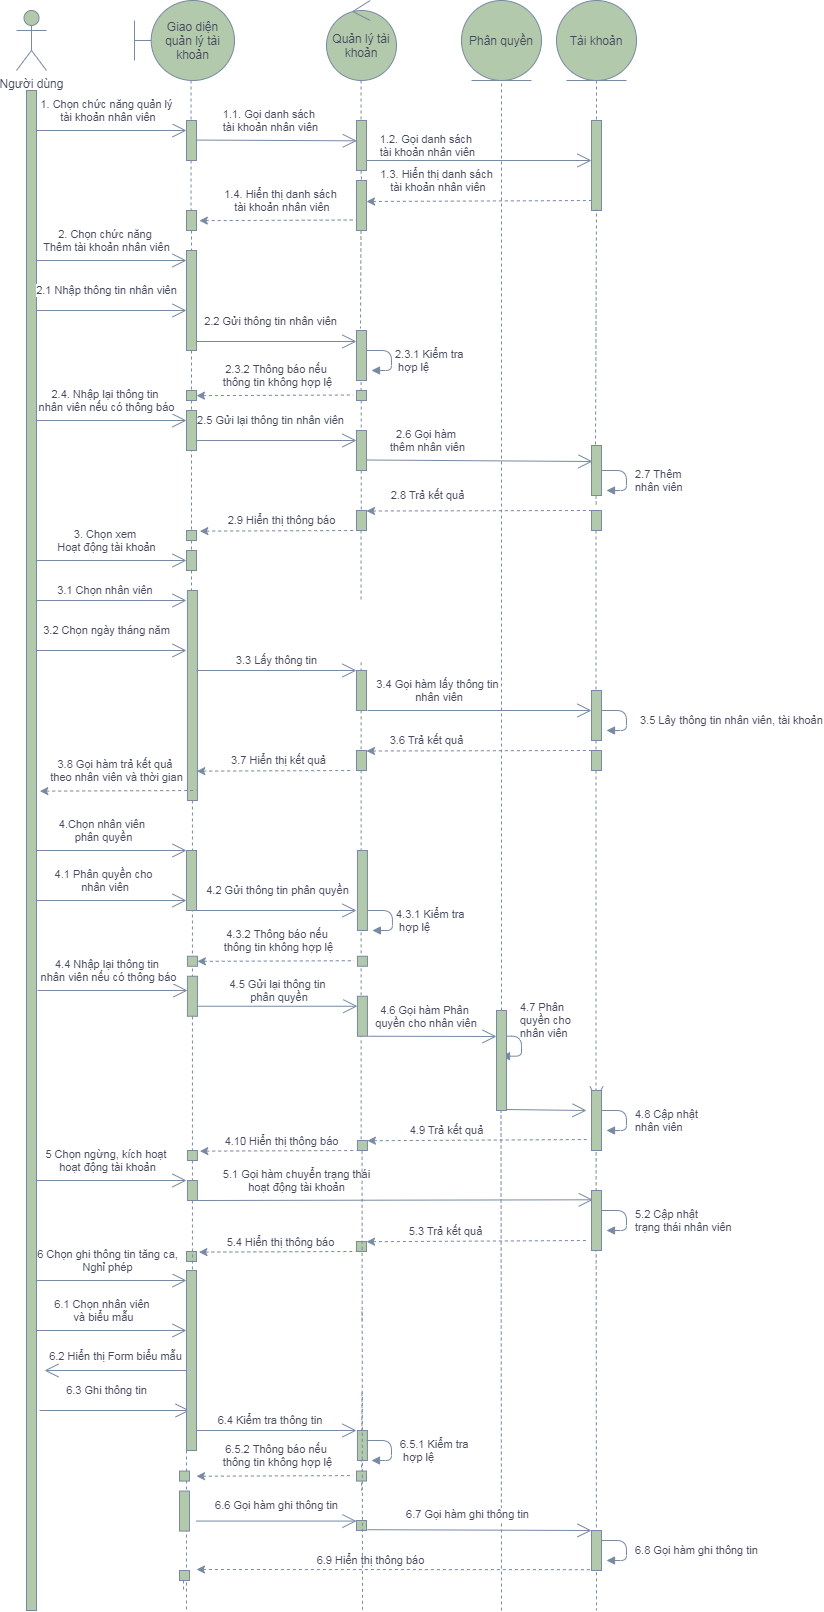 Giao diện
quản lý tài
khoản
Quản lý tài
khoản
Phân quyền
Tài khoản
Người dùng
1. Chọn chức năng quản lý
tài khoản nhân viên
1.1. Gọi danh sách
tài khoản nhân viên
1.2. Gọi danh sách
tài khoản nhân viên
1.3. Hiển thị danh sách
tài khoản nhân viên
1.4. Hiển thị danh sách
tài khoản nhân viên
2. Chọn chức năng
Thêm tài khoản nhân viên
2.1 Nhập thông tin nhân viên
2.2 Gửi thông tin nhân viên
2.3.1 Kiểm tra
hợp lệ
2.3.2 Thông báo nếu
thông tin không hợp lệ
2.4. Nhập lại thông tin
nhân viên nếu có thông báo
2.5 Gửi lại thông tin nhân viên
2.6 Gọi hàm
thêm nhân viên
2.7 Thêm
nhân viên
2.8 Trả kết quả
2.9 Hiển thị thông báo
3. Chọn xem
Hoạt động tài khoản
3.1 Chọn nhân viên
3.2 Chọn ngày tháng năm
3.3 Lấy thông tin
3.4 Gọi hàm lấy thông tin
nhân viên
3.5 Lây thông tin nhân viên, tài khoản
3.6 Trả kết quả
3.7 Hiển thị kết quả
3.8 Gọi hàm trả kết quả
theo nhân viên và thời gian
4.Chọn nhân viên
phân quyền
4.1 Phân quyền cho
nhân viên
4.2 Gửi thông tin phân quyền
4.3.1 Kiểm tra
hợp lệ
4.3.2 Thông báo nếu
thông tin không hợp lệ
4.4 Nhập lại thông tin
nhân viên nếu có thông báo
4.5 Gửi lại thông tin
phân quyền
4.6 Gọi hàm Phân
quyền cho nhân viên
4.7 Phân
quyền cho
nhân viên
4.8 Cập nhật
nhân viên
4.9 Trả kết quả
4.10 Hiển thị thông báo
5 Chọn ngừng, kích hoạt
hoạt động tài khoản
5.1 Gọi hàm chuyển trạng thái
hoạt động tài khoản
5.2 Cập nhật
trạng thái nhân viên
5.3 Trả kết quả
5.4 Hiển thị thông báo
6 Chọn ghi thông tin tăng ca,
Nghỉ phép
6.1 Chọn nhân viên
và biểu mẫu
6.2 Hiển thị Form biểu mẫu
6.3 Ghi thông tin
6.4 Kiểm tra thông tin
6.5.1 Kiểm tra
hợp lệ
6.5.2 Thông báo nếu
thông tin không hợp lệ
6.6 Gọi hàm ghi thông tin
6.7 Gọi hàm ghi thông tin
6.8 Gọi hàm ghi thông tin
6.9 Hiển thị thông báo